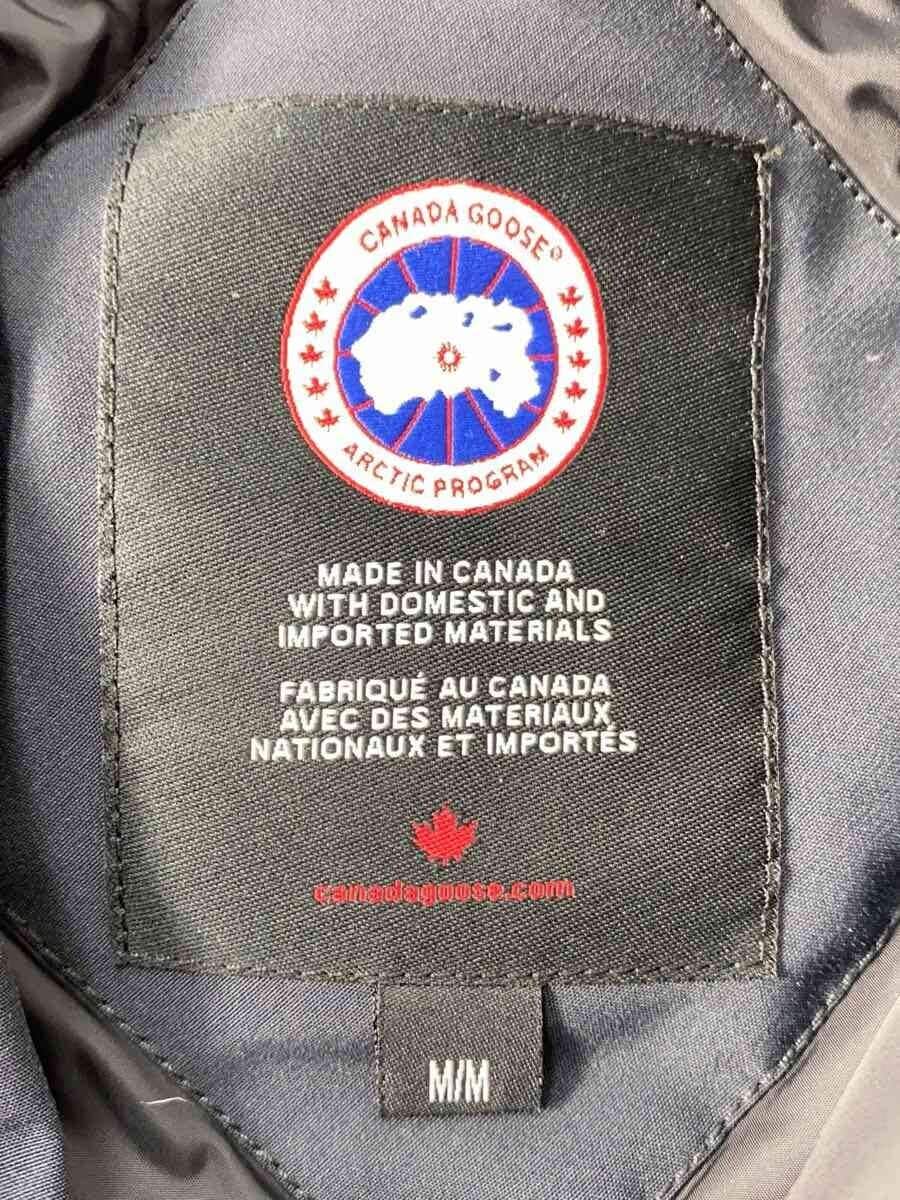 CANADA GOOSE®
ARCTIC PROGRAM
MADE IN CANADA
WITH DOMESTIC AND
IMPORTED MATERIALS
FABRIQUÉ AU CANADA
AVEC DES MATERIAUX
NATIONAUX ET IMPORTÉS
canadagoose.com
M/M